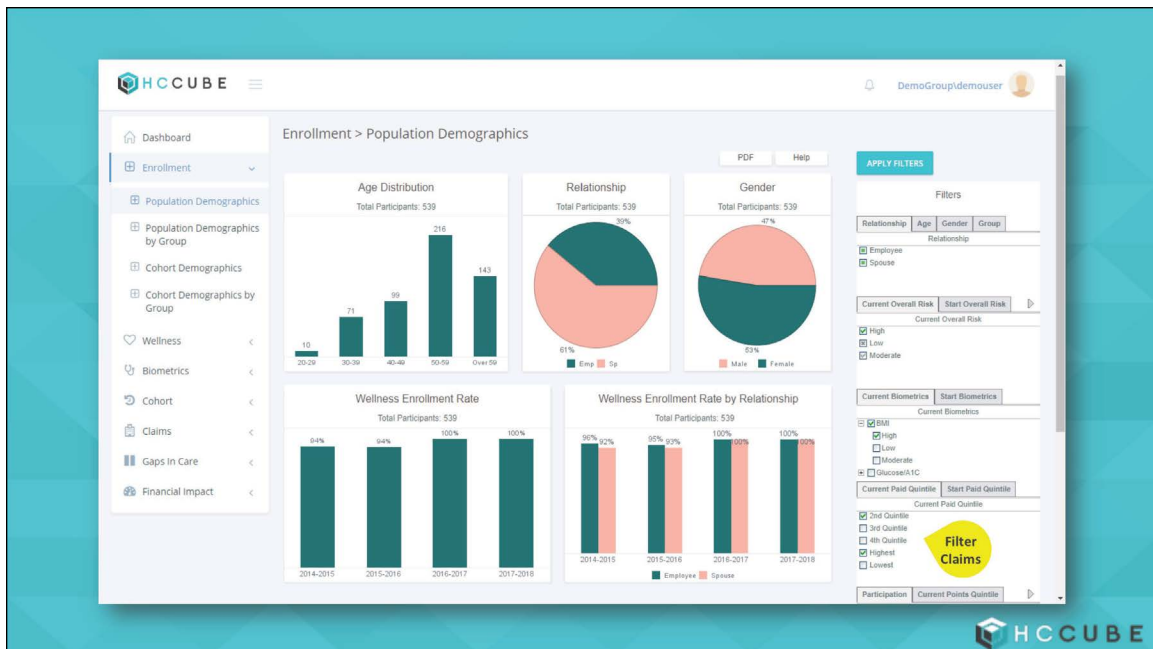 HCCUBE
DemoGroup\demouser
Dashboard
Enrollment
Population Demographics
Population Demographics
by Group
Cohort Demographics
Cohort Demographics by
Group
Wellness
Biometrics
Cohort
Claims
Gaps In Care
Financial Impact
Enrollment > Population Demographics
PDF
Help
Age Distribution
Total Participants: 539
10
71
99
216
143
20-29
30-39
40-49
50-59
Over 59
Relationship
Total Participants: 539
39%
61%
Emp
Sp
Gender
Total Participants: 539
47%
53%
Male
Female
Wellness Enrollment Rate
Total Participants: 539
94%
94%
100%
100%
2014-2015
2015-2016
2016-2017
2017-2018
Wellness Enrollment Rate by Relationship
Total Participants: 539
96%
92%
95%
93%
100%
100%
100%
100%
2014-2015
2015-2016
2016-2017
2017-2018
Employee
Spouse
APPLY FILTERS
Filters
Relationship
Age
Gender
Group
Relationship
Employee
Spouse
Current Overall Risk
Start Overall Risk
Current Overall Risk
High
Low
Moderate
Current Biometrics
Start Biometrics
Current Biometrics
BMI
High
Low
Moderate
Glucose/A1C
Current Paid Quintile
Start Paid Quintile
Current Paid Quintile
2nd Quintile
3rd Quintile
4th Quintile
Highest
Lowest
Filter
Claims
Participation
Current Points Quintile
HCCUBE